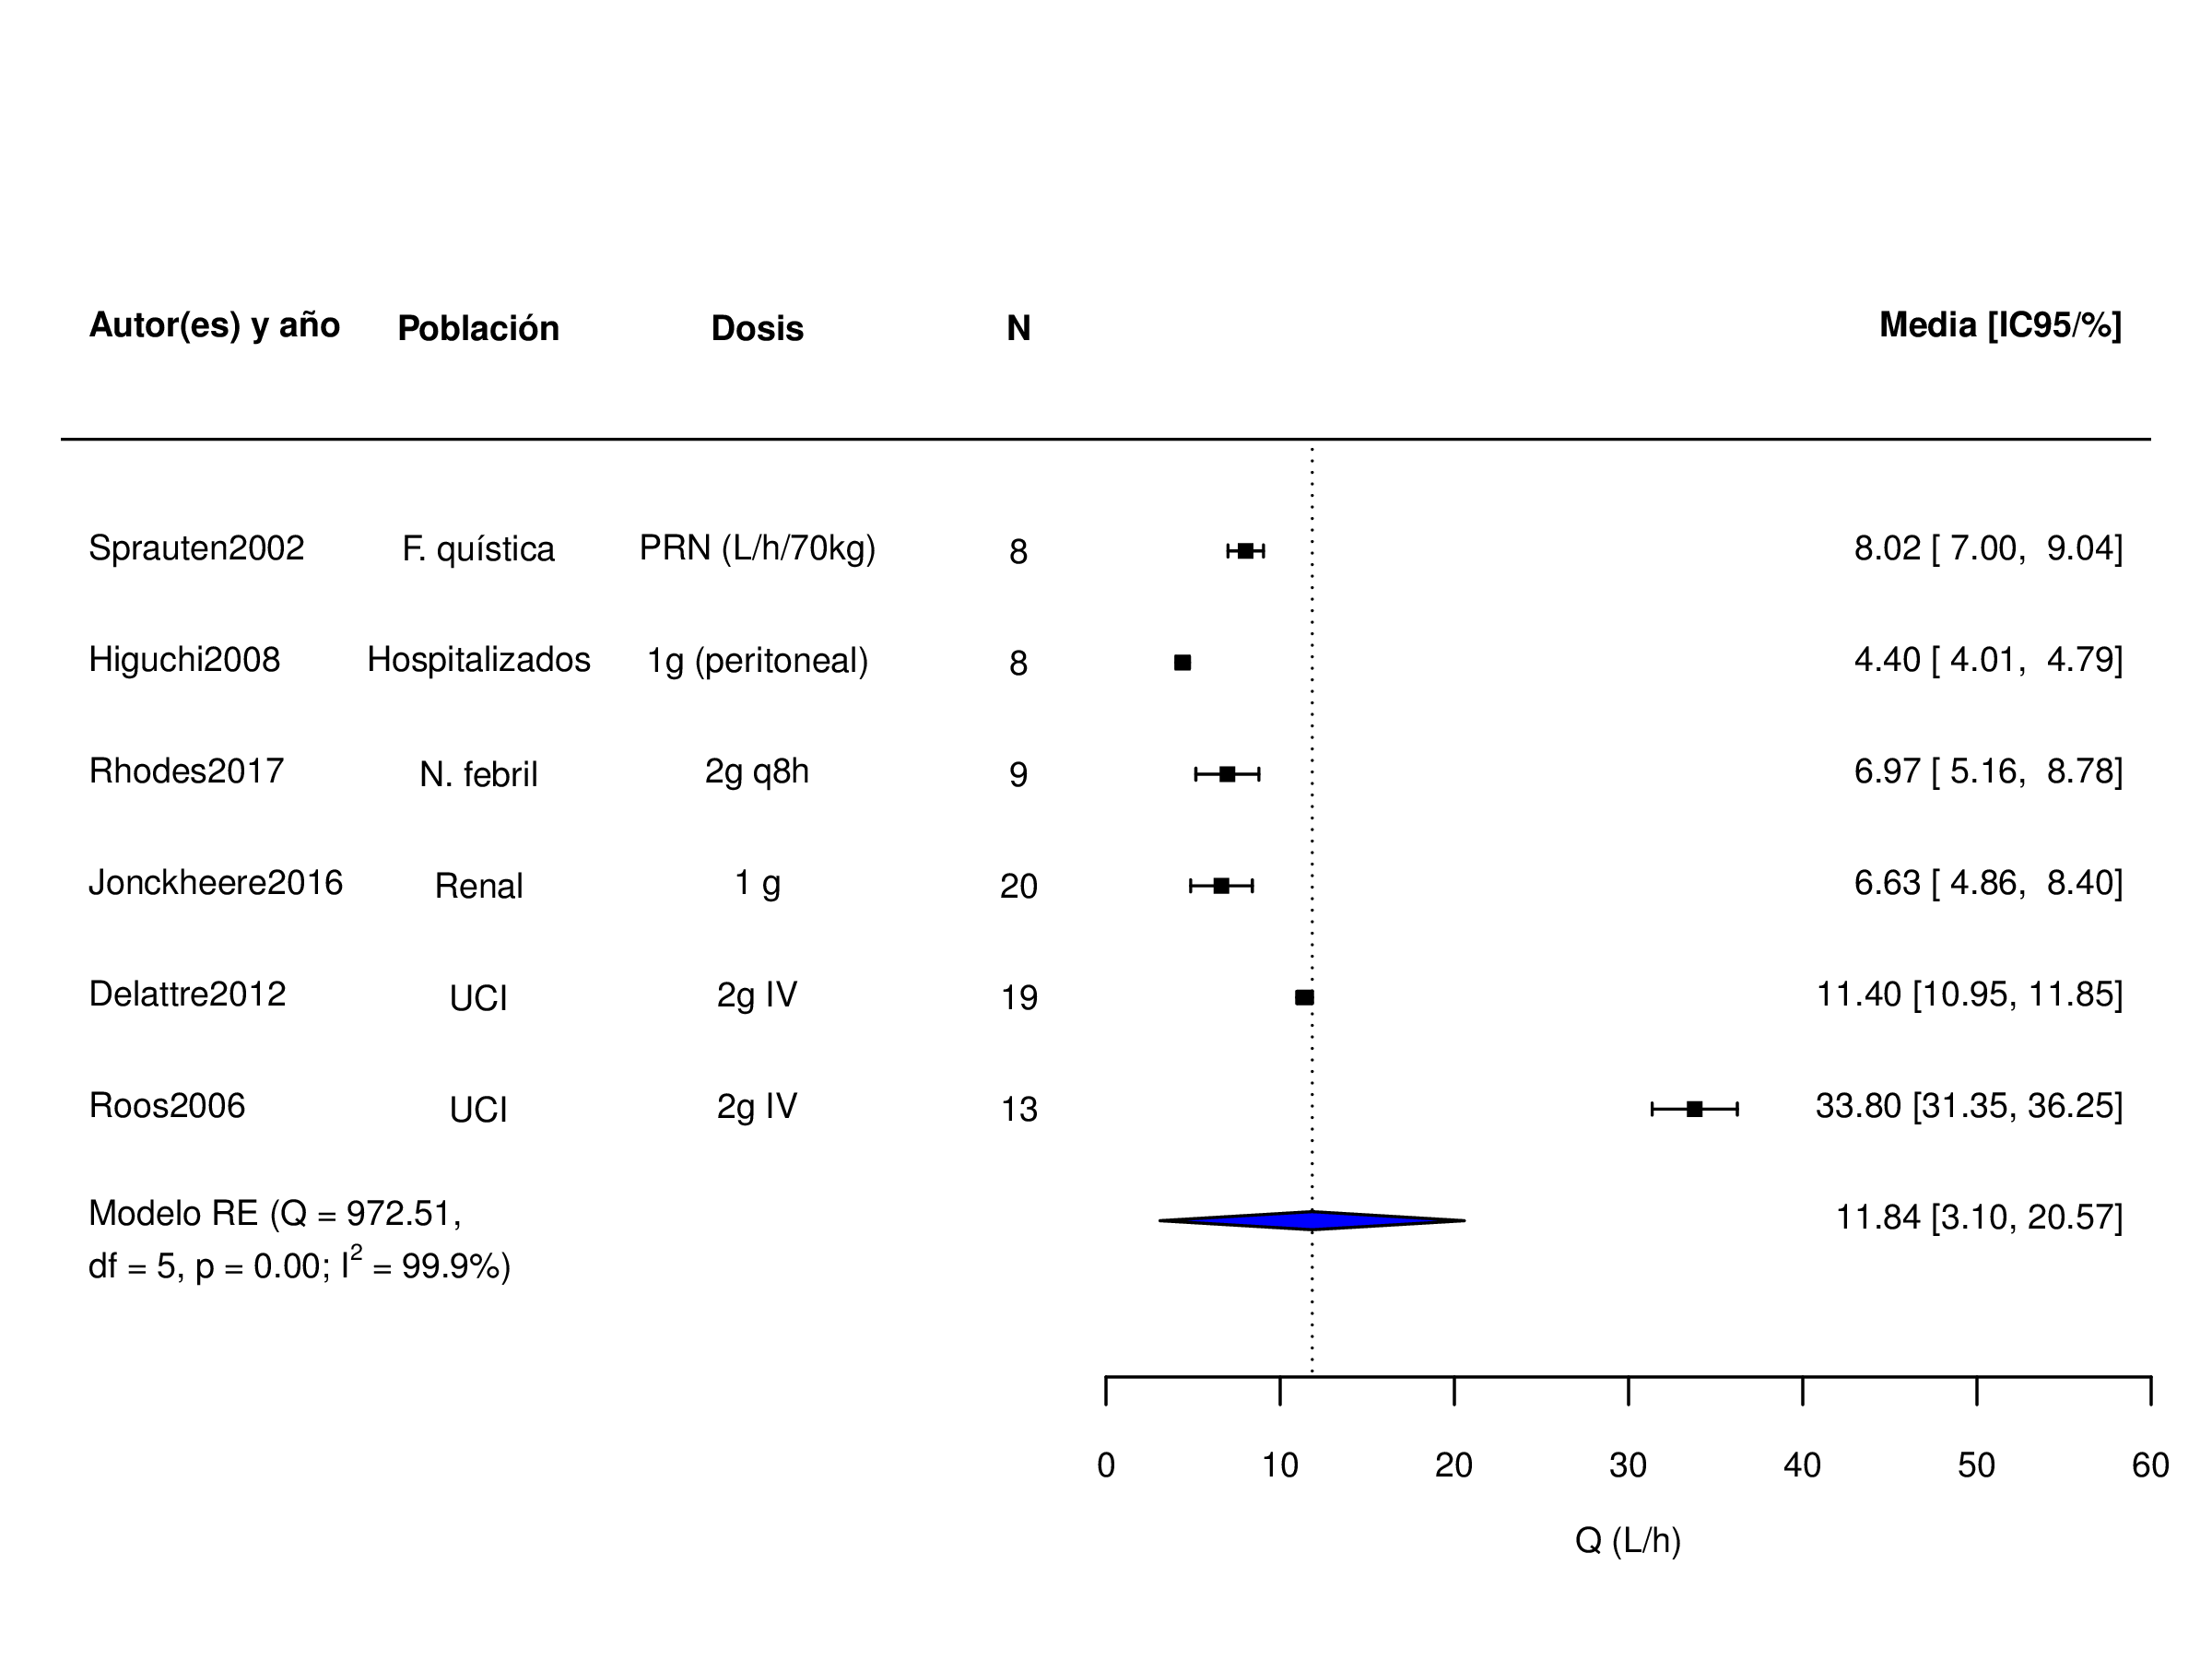 Autor(es) y año Población Dosis N Media [IC95/%]
Sprauten2002 F. quística PRN (L/h/70kg) 8 8.02 [ 7.00, 9.04]
Higuchi2008 Hospitalizados 1g (peritoneal) 8 4.40 [ 4.01, 4.79]
Rhodes2017 N. febril 2g q8h 9 6.97 [ 5.16, 8.78]
Jonckheere2016 Renal 1 g 20 6.63 [ 4.86, 8.40]
Delattre2012 UCI 2g IV 19 11.40 [10.95, 11.85]
Roos2006 UCI 2g IV 13 33.80 [31.35, 36.25]
Modelo RE (Q = 972.51, 11.84 [3.10, 20.57]
df = 5, p = 0.00; I² = 99.9%)
0 10 20 30 40 50 60
Q (L/h)